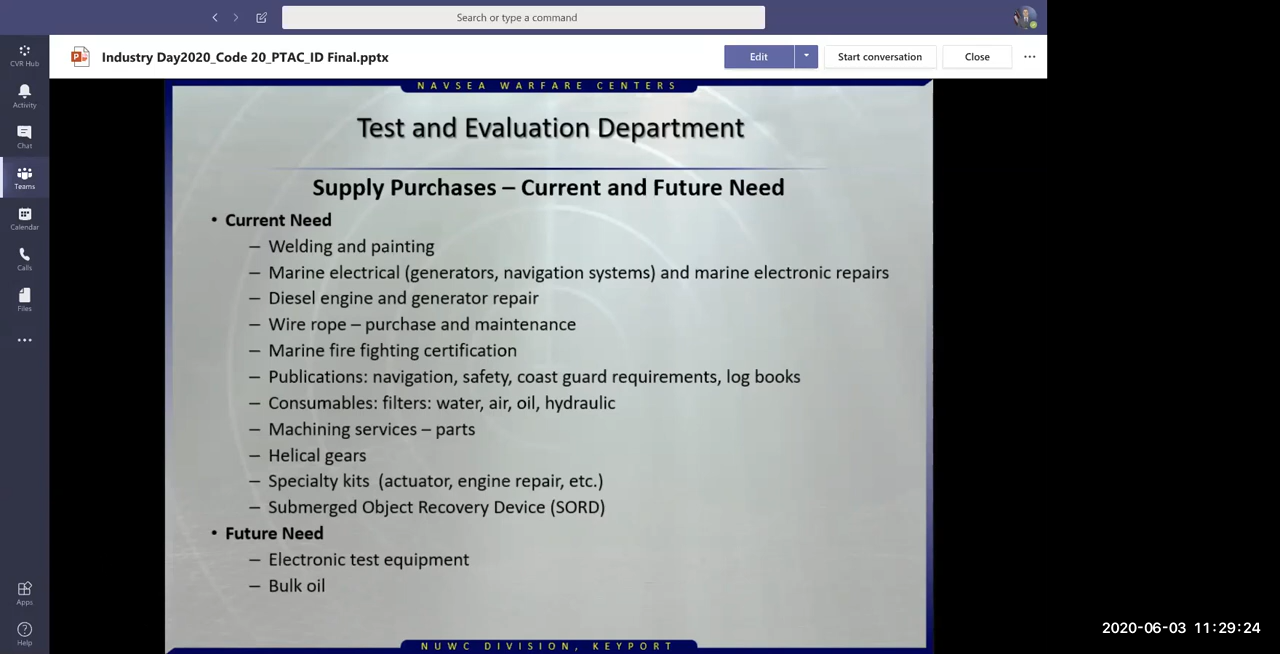 Search or type a command
Industry Day2020_Code 20_PTAC_ID Final.pptx
Edit
Start conversation
Close
CVR Hub
Activity
Chat
Teams
Calendar
Calls
Files
Apps
Help
NAVSEA WARFARE CENTERS
Test and Evaluation Department
Supply Purchases – Current and Future Need
• Current Need
– Welding and painting
– Marine electrical (generators, navigation systems) and marine electronic repairs
– Diesel engine and generator repair
– Wire rope – purchase and maintenance
– Marine fire fighting certification
– Publications: navigation, safety, coast guard requirements, log books
– Consumables: filters: water, air, oil, hydraulic
– Machining services – parts
– Helical gears
– Specialty kits (actuator, engine repair, etc.)
– Submerged Object Recovery Device (SORD)
• Future Need
– Electronic test equipment
– Bulk oil
NUWC DIVISION, KEYPORT
2020-06-03 11:29:24